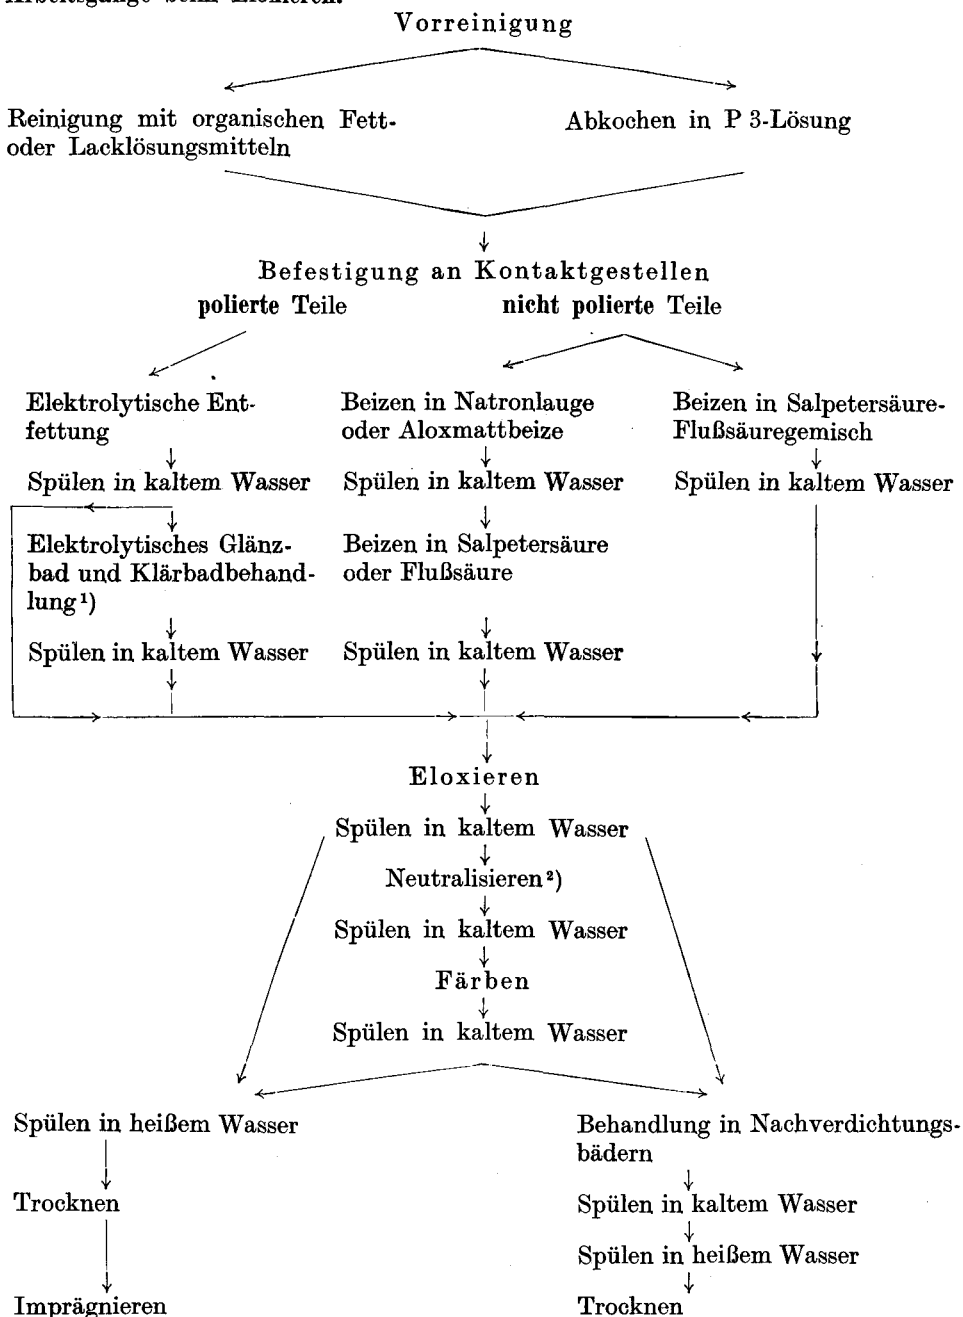 Arbeitsgänge beim Eloxieren.
Vorreinigung
Reinigung mit organischen Fett-
oder Lacklösungsmitteln
Abkochen in P 3-Lösung
Befestigung an Kontaktgestellen
polierte Teile
nicht polierte Teile
Elektrolytische Ent-
fettung
Beizen in Natronlauge
oder Aloxmattbeize
Beizen in Salpetersäure-
Flußsäuregemisch
Spülen in kaltem Wasser
Spülen in kaltem Wasser
Spülen in kaltem Wasser
Elektrolytisches Glänz-
bad und Klärbadbehand-
lung¹)
Beizen in Salpetersäure
oder Flußsäure
Spülen in kaltem Wasser
Spülen in kaltem Wasser
Eloxieren
Spülen in kaltem Wasser
Neutralisieren²)
Spülen in kaltem Wasser
Färben
Spülen in kaltem Wasser
Spülen in heißem Wasser
Trocknen
Imprägnieren
Behandlung in Nachverdichtungs-
bädern
Spülen in kaltem Wasser
Spülen in heißem Wasser
Trocknen